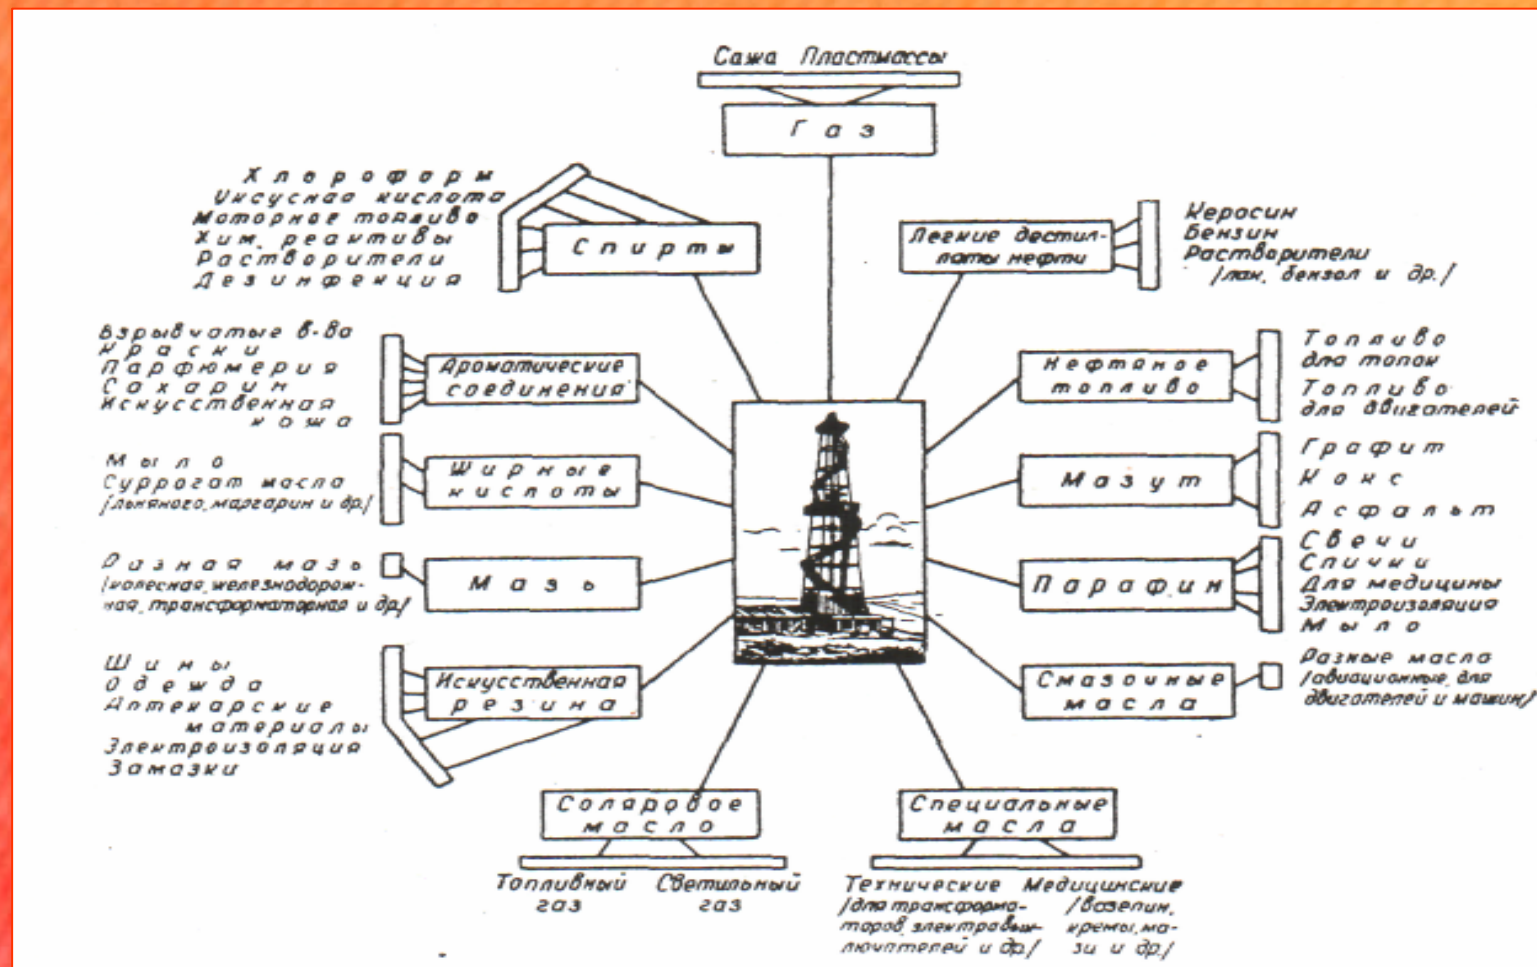 Сажа Пластмассы
Газ
Хлороформ
Уксусная кислота
Моторное топливо
Хим. реактивы
Растворители
Дезинфекция
Спирты
Легкие дестил-
латы нефти
Керосин
Бензин
Растворители
/лак, бензол и др./
Взрывчатые в-ва
Краски
Парфюмерия
Сахарин
Искусственная
кожа
Ароматические
соединения
Нефтяное
топливо
Топливо
для топок
Топливо
для двигателей
Мыло
Суррогат масла
/льняного, маргарин и др./
Жирные
кислоты
Мазут
Графит
Кокс
Асфальт
Разная мазь
/колесная, железнодорож-
ная, трансформаторная и др./
Мазь
Парафин
Свечи
Спички
Для медицины
Электроизоляция
Мыло
Шины
Одежда
Аптекарские
материалы
Электроизоляция
Замазки
Искусственная
резина
Смазочные
масла
Разные масла
/авиационные, для
двигателей и машин/
Соляровое
масло
Топливный газ
Светильный газ
Специальные
масла
Технические
/для трансформа-
торов, электровык-
лючателей и др./
Медицинские
/вазелин,
кремы, ма-
зи и др./